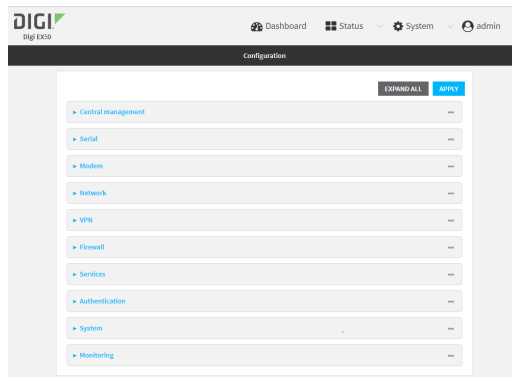 DIGI
Digi EX50
Dashboard Status System admin
Configuration
EXPAND ALL APPLY
Central management
Serial
Modem
Network
VPN
Firewall
Services
Authentication
System
Monitoring